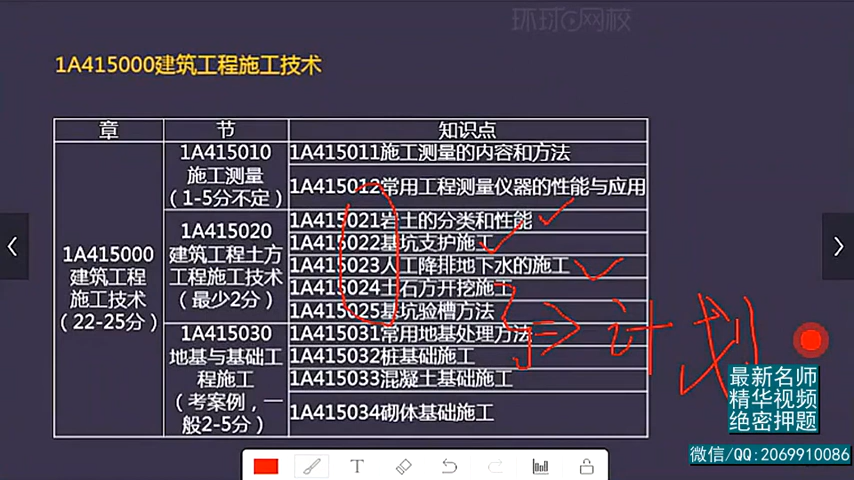 环球网校
1A415000建筑工程施工技术
章 节 知识点
1A415000
建筑工程
施工技术
（22-25分）
1A415010
施工测量
（1-5分不定）
1A415011施工测量的内容和方法
1A415012常用工程测量仪器的性能与应用
1A415020
建筑工程土方
工程施工技术
（最少2分）
1A415021岩土的分类和性能
1A415022基坑支护施工
1A415023人工降排地下水的施工
1A415024土石方开挖施工
1A415025基坑验槽方法
1A415030
地基与基础工
程施工
（考案例，一
般2-5分）
1A415031常用地基处理方法
1A415032桩基础施工
1A415033混凝土基础施工
1A415034砌体基础施工
计划
最新名师
精华视频
绝密押题
微信/QQ:2069910086
T